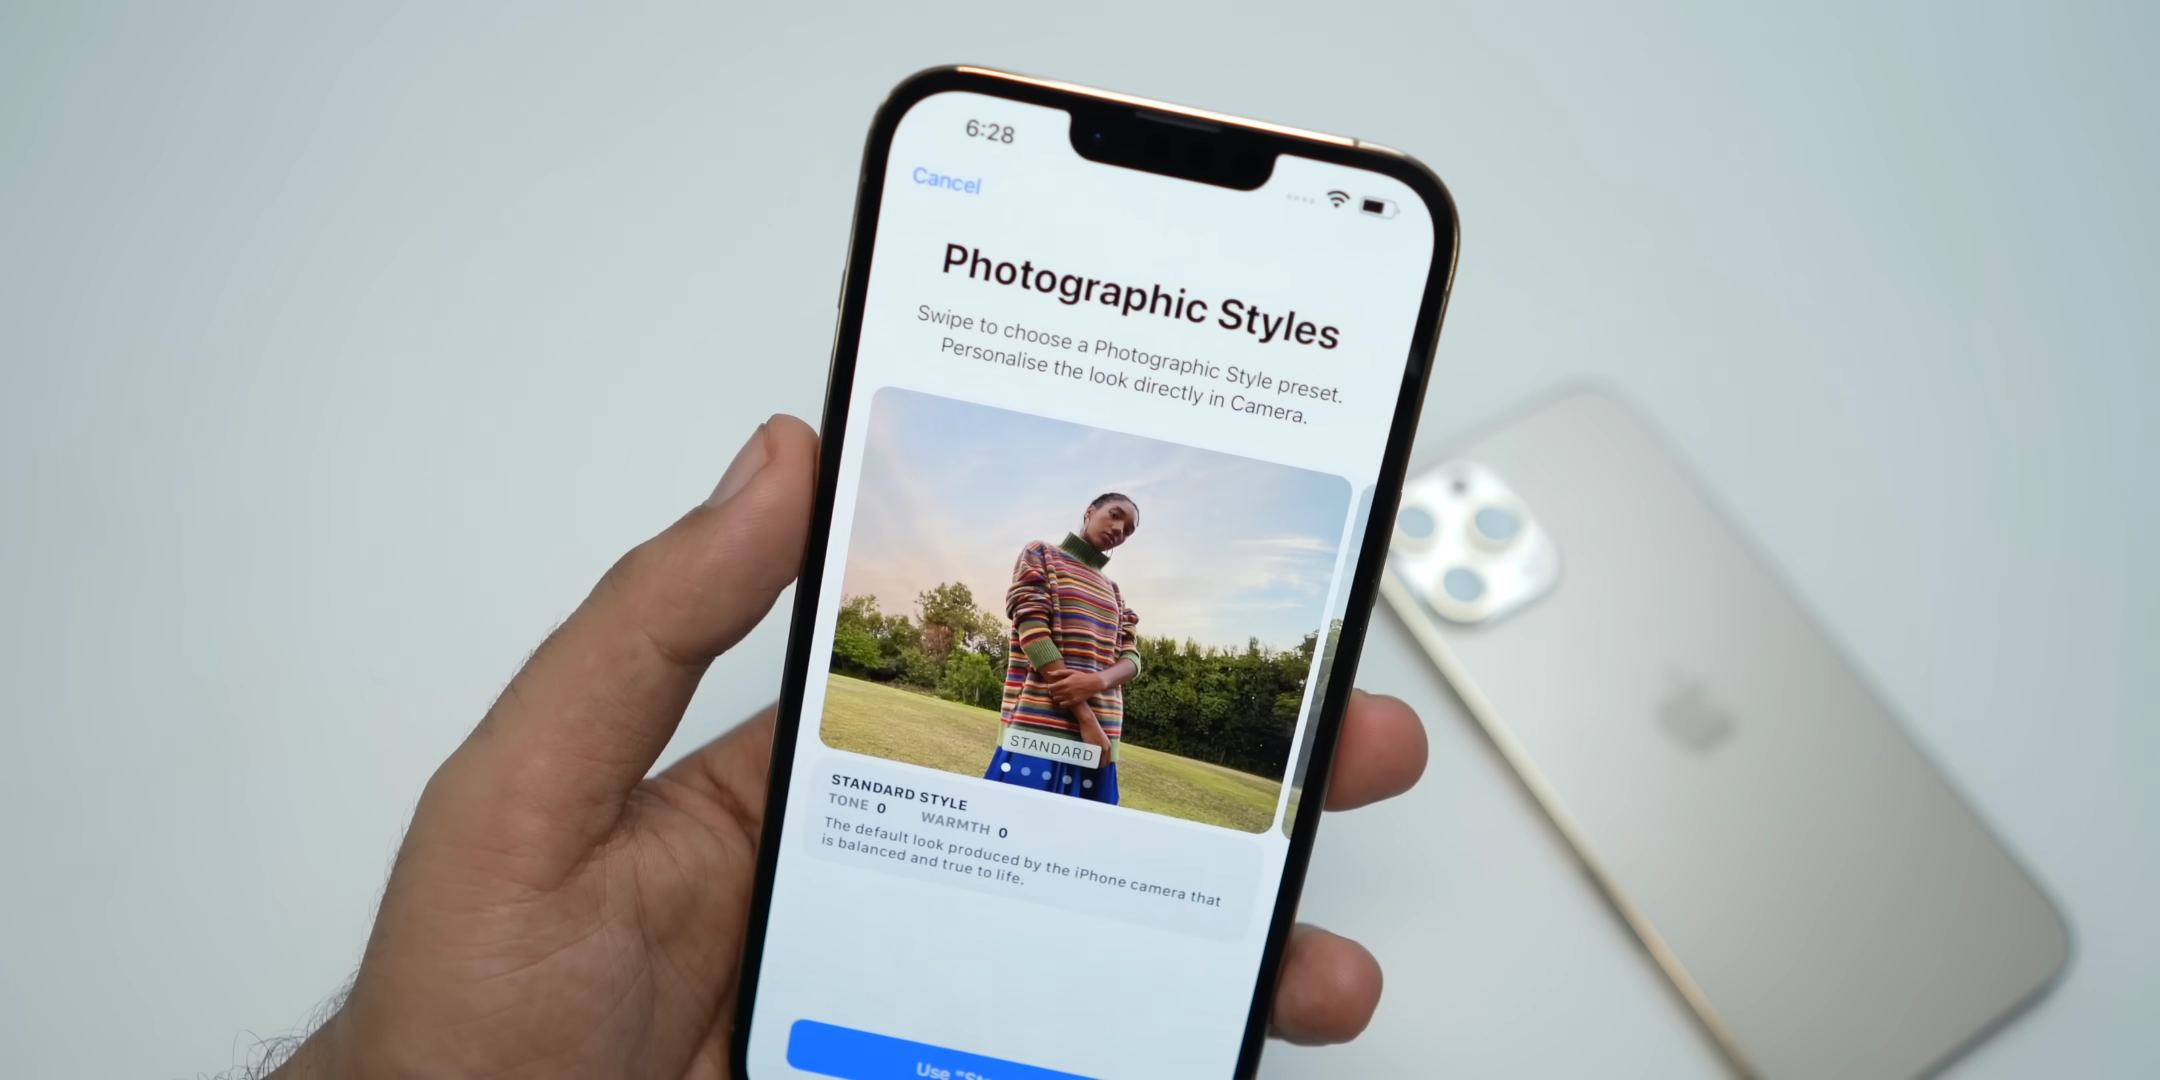 6:28
Cancel
Photographic Styles
Swipe to choose a Photographic Style preset.
Personalise the look directly in Camera.
STANDARD
STANDARD STYLE
TONE 0 WARMTH 0
The default look produced by the iPhone camera that
is balanced and true to life.
Use